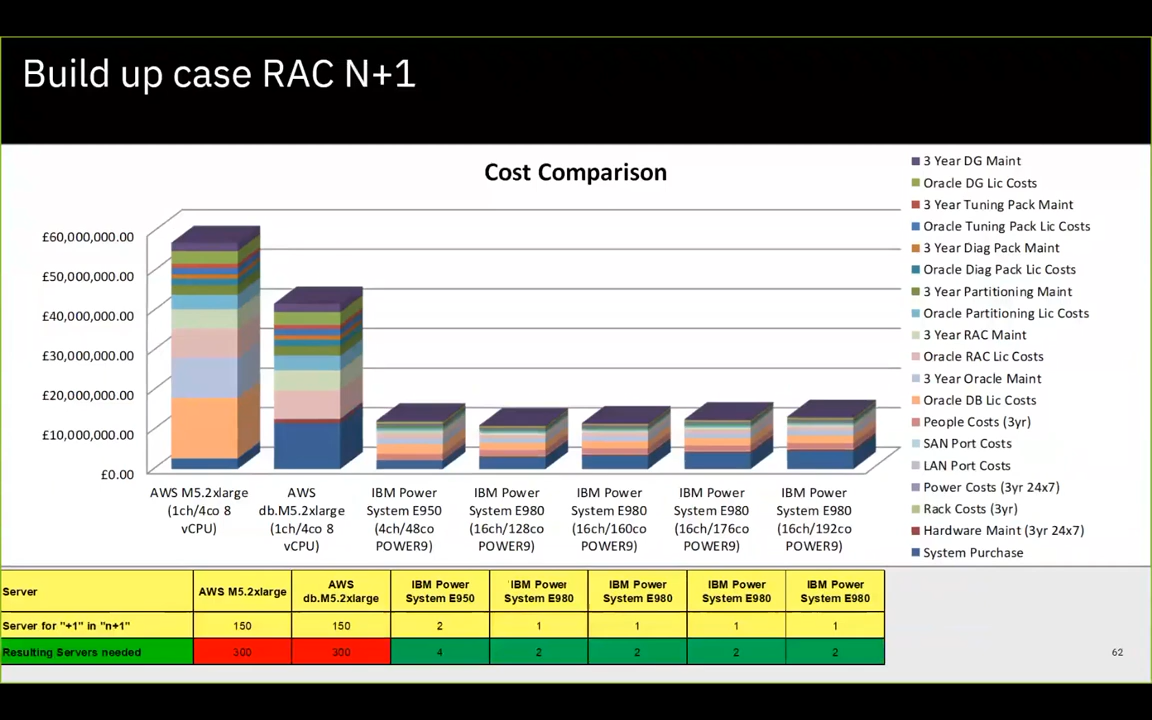 Build up case RAC N+1
Cost Comparison
£60,000,000.00
£50,000,000.00
£40,000,000.00
£30,000,000.00
£20,000,000.00
£10,000,000.00
£0.00
AWS M5.2xlarge
(1ch/4co 8
vCPU)
AWS
db.M5.2xlarge
(1ch/4co 8
vCPU)
IBM Power
System E950
(4ch/48co
POWER9)
IBM Power
System E980
(16ch/128co
POWER9)
IBM Power
System E980
(16ch/160co
POWER9)
IBM Power
System E980
(16ch/176co
POWER9)
IBM Power
System E980
(16ch/192co
POWER9)
3 Year DG Maint
Oracle DG Lic Costs
3 Year Tuning Pack Maint
Oracle Tuning Pack Lic Costs
3 Year Diag Pack Maint
Oracle Diag Pack Lic Costs
3 Year Partitioning Maint
Oracle Partitioning Lic Costs
3 Year RAC Maint
Oracle RAC Lic Costs
3 Year Oracle Maint
Oracle DB Lic Costs
People Costs (3yr)
SAN Port Costs
LAN Port Costs
Power Costs (3yr 24x7)
Rack Costs (3yr)
Hardware Maint (3yr 24x7)
System Purchase
Server
AWS M5.2xlarge
AWS
db.M5.2xlarge
IBM Power
System E950
IBM Power
System E980
IBM Power
System E980
IBM Power
System E980
IBM Power
System E980
Server for "+1" in "n+1" 150 150 2 1 1 1 1
Resulting Servers needed 300 300 4 2 2 2 2
62